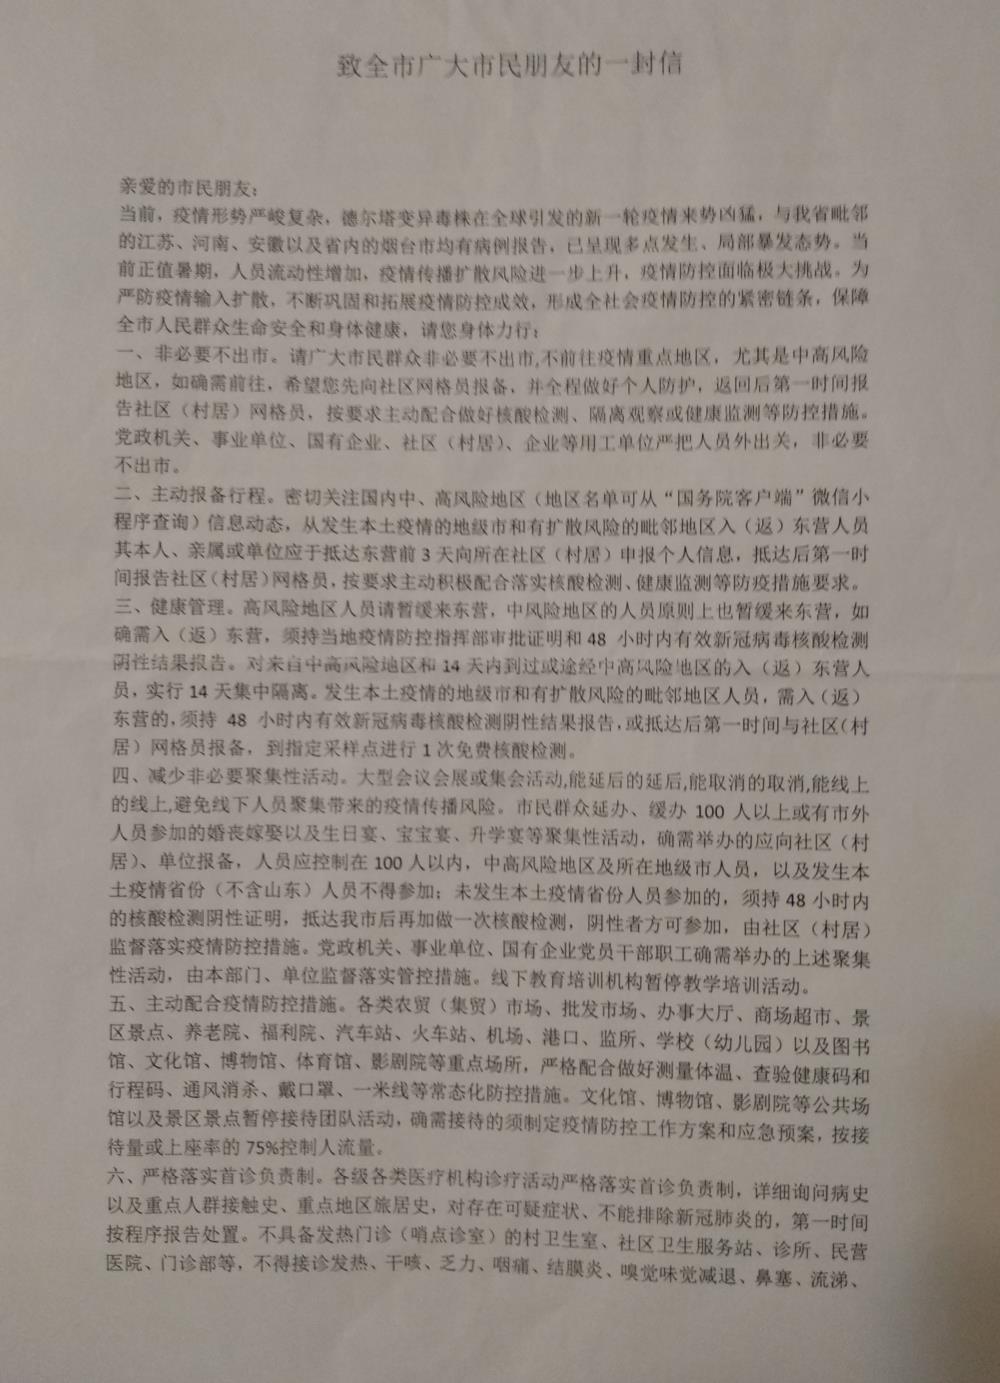 致全市广大市民朋友的一封信
亲爱的市民朋友：
当前，疫情形势严峻复杂，德尔塔变异毒株在全球引发的新一轮疫情来势凶猛，与我省毗邻
的江苏、河南、安徽以及省内的烟台市均有病例报告，已呈现多点发生、局部暴发态势。当
前正值暑期，人员流动性增加，疫情传播扩散风险进一步上升，疫情防控面临极大挑战。为
严防疫情输入扩散，不断巩固和拓展疫情防控成效，形成全社会疫情防控的紧密链条，保障
全市人民群众生命安全和身体健康，请您身体力行：
一、非必要不出市。请广大市民群众非必要不出市,不前往疫情重点地区，尤其是中高风险
地区，如确需前往，希望您先向社区网格员报备，并全程做好个人防护，返回后第一时间报
告社区（村居）网格员，按要求主动配合做好核酸检测、隔离观察或健康监测等防控措施。
党政机关、事业单位、国有企业、社区（村居）、企业等用工单位严把人员外出关，非必要
不出市。
二、主动报备行程。密切关注国内中、高风险地区（地区名单可从“国务院客户端”微信小
程序查询）信息动态，从发生本土疫情的地级市和有扩散风险的毗邻地区入（返）东营人员
其本人、亲属或单位应于抵达东营前 3 天向所在社区（村居）申报个人信息，抵达后第一时
间报告社区（村居）网格员，按要求主动积极配合落实核酸检测、健康监测等防疫措施要求。
三、健康管理。高风险地区人员请暂缓来东营，中风险地区的人员原则上也暂缓来东营，如
确需入（返）东营，须持当地疫情防控指挥部审批证明和 48 小时内有效新冠病毒核酸检测
阴性结果报告。对来自中高风险地区和 14 天内到过或途经中高风险地区的入（返）东营人
员，实行 14 天集中隔离。发生本土疫情的地级市和有扩散风险的毗邻地区人员，需入（返）
东营的，须持 48 小时内有效新冠病毒核酸检测阴性结果报告，或抵达后第一时间与社区（村
居）网格员报备，到指定采样点进行 1 次免费核酸检测。
四、减少非必要聚集性活动。大型会议会展或集会活动,能延后的延后,能取消的取消,能线上
的线上,避免线下人员聚集带来的疫情传播风险。市民群众延办、缓办 100 人以上或有市外
人员参加的婚丧嫁娶以及生日宴、宝宝宴、升学宴等聚集性活动，确需举办的应向社区（村
居）、单位报备，人员应控制在 100 人以内，中高风险地区及所在地级市人员，以及发生本
土疫情省份（不含山东）人员不得参加；未发生本土疫情省份人员参加的，须持 48 小时内
的核酸检测阴性证明，抵达我市后再加做一次核酸检测，阴性者方可参加，由社区（村居）
监督落实疫情防控措施。党政机关、事业单位、国有企业党员干部职工确需举办的上述聚集
性活动，由本部门、单位监督落实管控措施。线下教育培训机构暂停教学培训活动。
五、主动配合疫情防控措施。各类农贸（集贸）市场、批发市场、办事大厅、商场超市、景
区景点、养老院、福利院、汽车站、火车站、机场、港口、监所、学校（幼儿园）以及图书
馆、文化馆、博物馆、体育馆、影剧院等重点场所，严格配合做好测量体温、查验健康码和
行程码、通风消杀、戴口罩、一米线等常态化防控措施。文化馆、博物馆、影剧院等公共场
馆以及景区景点暂停接待团队活动，确需接待的须制定疫情防控工作方案和应急预案，按接
待量或上座率的 75%控制人流量。
六、严格落实首诊负责制。各级各类医疗机构诊疗活动严格落实首诊负责制，详细询问病史
以及重点人群接触史、重点地区旅居史，对存在可疑症状、不能排除新冠肺炎的，第一时间
按程序报告处置。不具备发热门诊（哨点诊室）的村卫生室、社区卫生服务站、诊所、民营
医院、门诊部等，不得接诊发热、干咳、乏力、咽痛、结膜炎、嗅觉味觉减退、鼻塞、流涕、